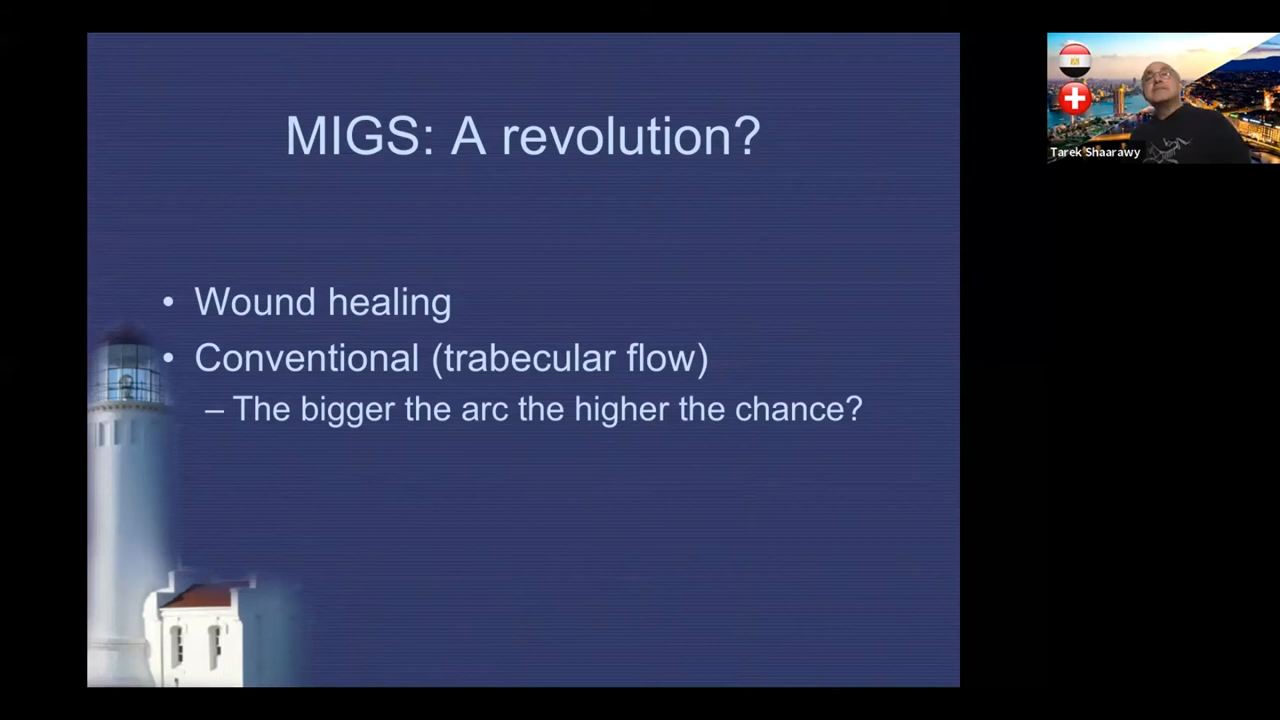 MIGS: A revolution?
• Wound healing
• Conventional (trabecular flow)
– The bigger the arc the higher the chance?
Tarek Shaarawy